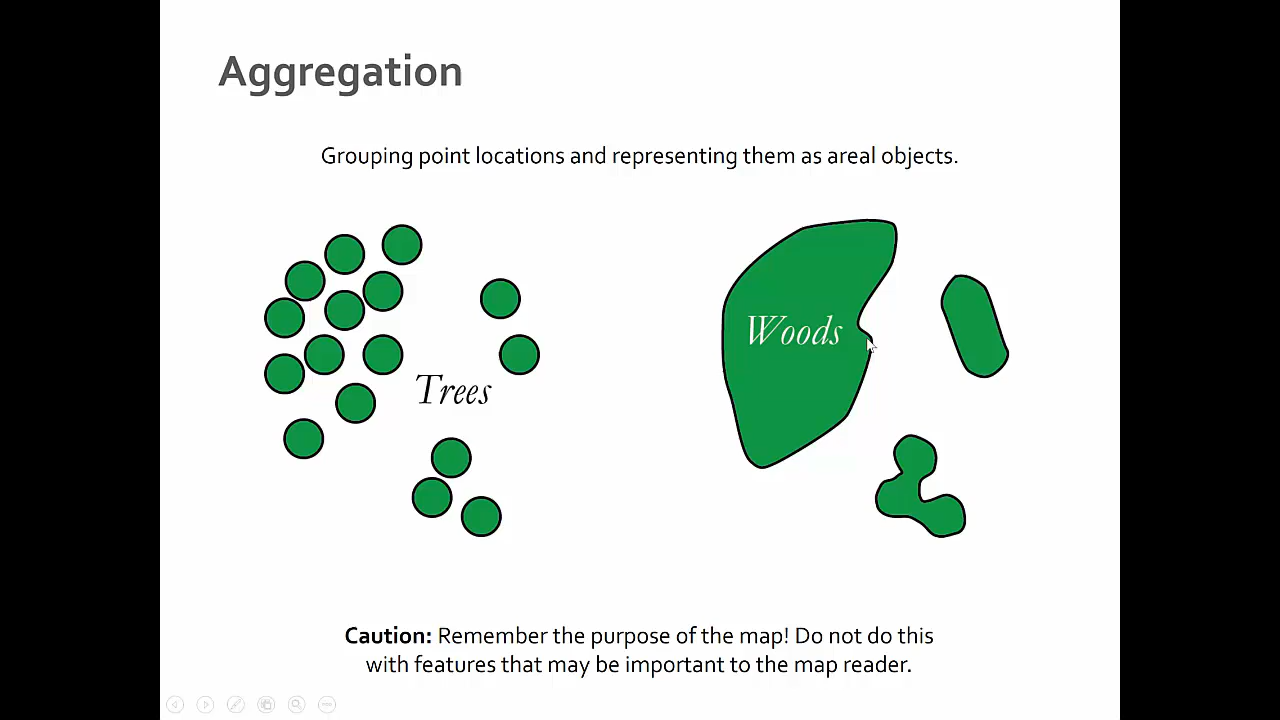 Aggregation
Grouping point locations and representing them as areal objects.
Woods
Trees
Caution: Remember the purpose of the map! Do not do this
with features that may be important to the map reader.